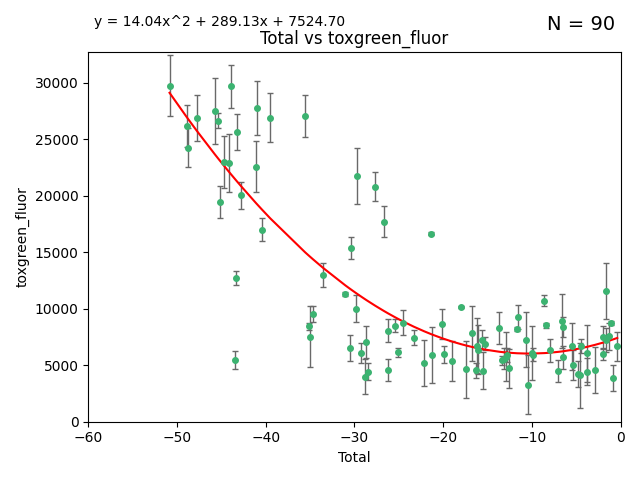 y = 14.04x^2 + 289.13x + 7524.70
N = 90
Total vs toxgreen_fluor
30000
25000
20000
15000
10000
5000
0
toxgreen_fluor
−60 −50 −40 −30 −20 −10 0
Total